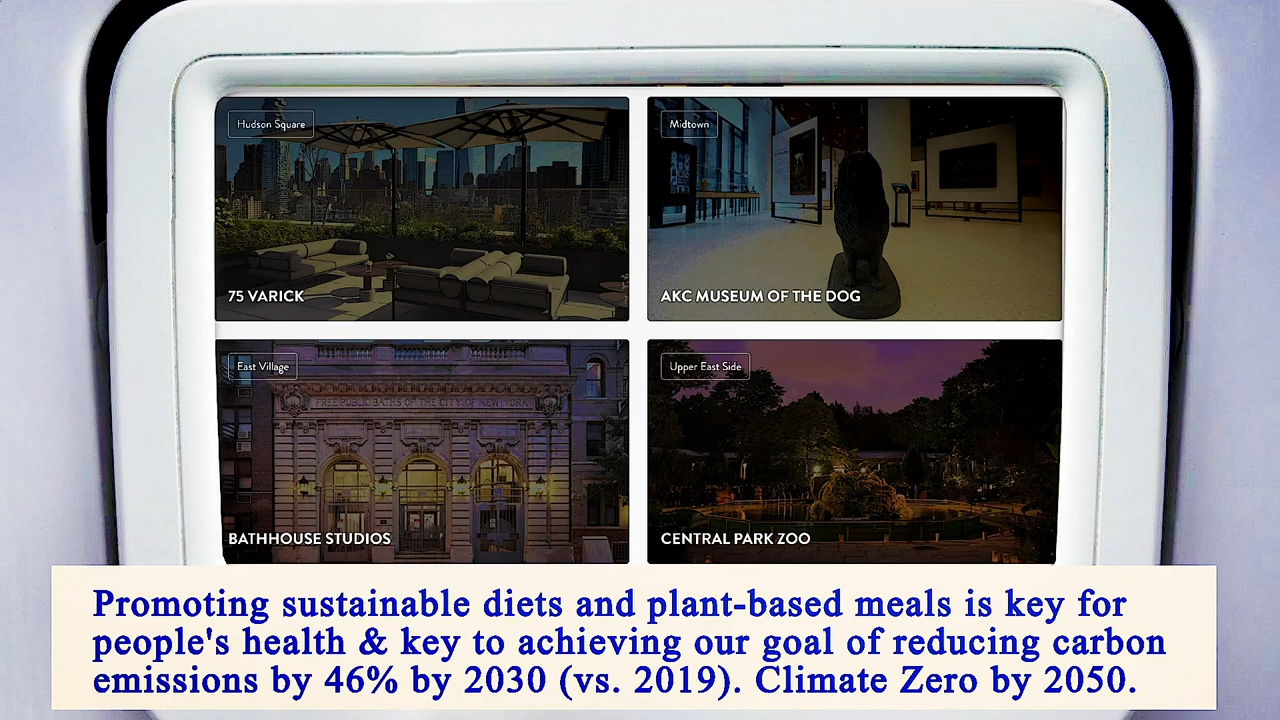 Hudson Square
75 VARICK
Midtown
AKC MUSEUM OF THE DOG
East Village
FREE PUBLIC BATHS OF THE CITY OF NEW YORK
BATHHOUSE STUDIOS
Upper East Side
CENTRAL PARK ZOO
Promoting sustainable diets and plant-based meals is key for
people's health & key to achieving our goal of reducing carbon
emissions by 46% by 2030 (vs. 2019). Climate Zero by 2050.